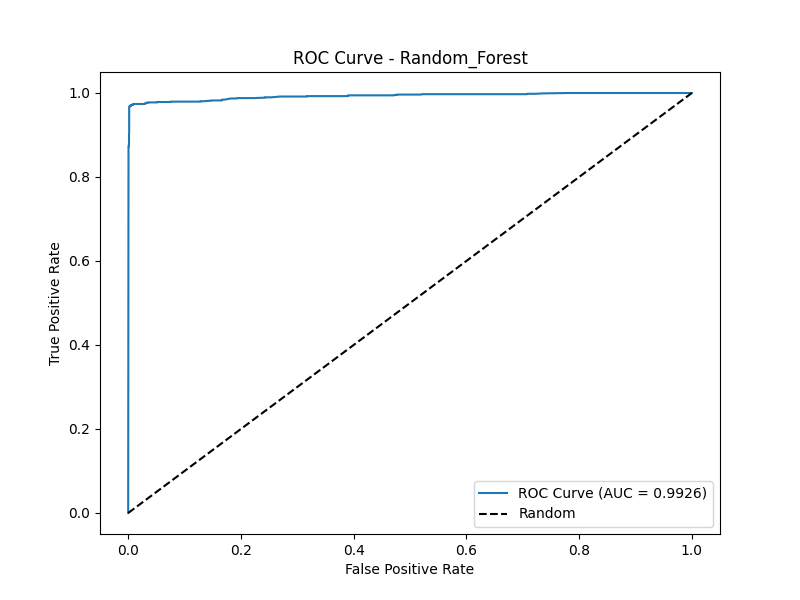 ROC Curve - Random_Forest
True Positive Rate
1.0
0.8
0.6
0.4
0.2
0.0
0.0 0.2 0.4 0.6 0.8 1.0
False Positive Rate
ROC Curve (AUC = 0.9926)
Random